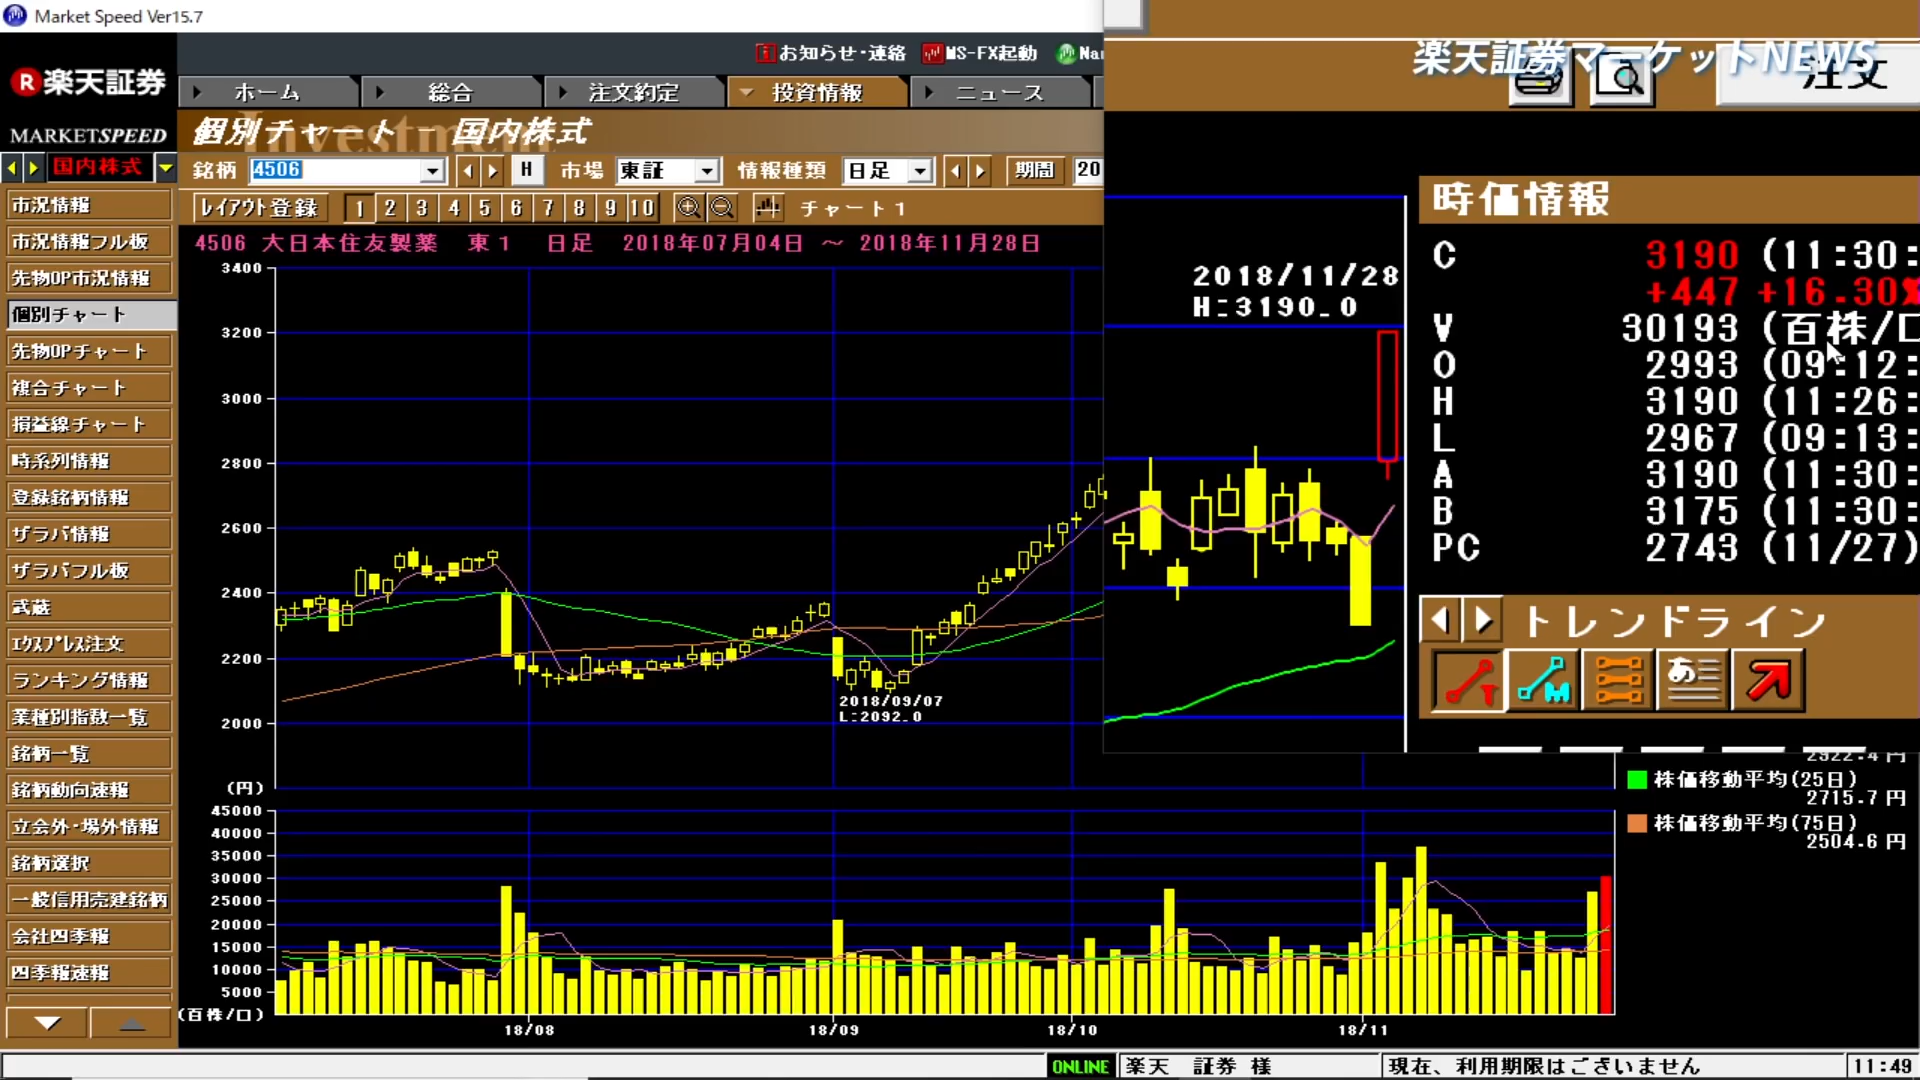 Market Speed Ver15.7
お知らせ・連絡 MS-FX起動
楽天証券マーケットNEWS
注文
R楽天証券
MARKETSPEED
ホーム 総合 注文約定 投資情報 ニュース
個別チャート － 国内株式
国内株式
銘柄 4506 H 市場 東証 情報種類 日足 期間 20
レイアウト登録 1 2 3 4 5 6 7 8 9 10 チャート1
4506 大日本住友製薬 東1 日足 2018年07月04日 ～ 2018年11月28日
市況情報
市況情報フル板
先物OP市況情報
個別チャート
先物OPチャート
複合チャート
損益線チャート
時系列情報
登録銘柄情報
ザラバ情報
ザラバフル板
武蔵
エクスプレス注文
ランキング情報
業種別指数一覧
銘柄一覧
銘柄動向速報
立会外・場外情報
銘柄選択
一般信用売建銘柄
会社四季報
四季報速報
3400
3200
3000
2800
2600
2400
2200
2000
(円)
2018/09/07
L:2092.0
45000
40000
35000
30000
25000
20000
15000
10000
5000
(百株/口)
18/08 18/09 18/10 18/11
2018/11/28
H:3190.0
時価情報
C 3190 (11:30:
+447 +16.30%
V 30193 (百株/口
O 2993 (09:12:
H 3190 (11:26:
L 2967 (09:13:
A 3190 (11:30:
B 3175 (11:30:
PC 2743 (11/27)
トレンドライン
T M あ
2922.4 円
株価移動平均(25日)
2715.7 円
株価移動平均(75日)
2504.6 円
ONLINE 楽天 証券 様 現在、利用期限はございません 11:49